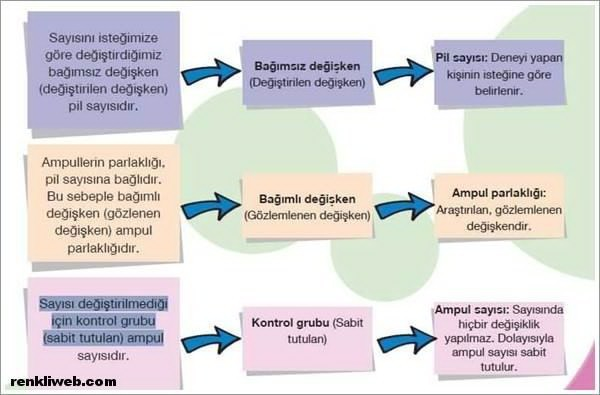 Sayısını isteğimize
göre değiştirdiğimiz
bağımsız değişken
(değiştirilen değişken)
pil sayısıdır.
Bağımsız değişken
(Değiştirilen değişken)
Pil sayısı: Deneyi yapan
kişinin isteğine göre
belirlenir.
Ampullerin parlaklığı,
pil sayısına bağlıdır.
Bu sebeple bağımlı
değişken (gözlenen
değişken) ampul
parlaklığıdır.
Bağımlı değişken
(Gözlemlenen değişken)
Ampul parlaklığı:
Araştırılan, gözlemlenen
değişkendir.
Sayısı değiştirilmediği
için kontrol grubu
(sabit tutulan) ampul
sayısıdır.
Kontrol grubu (Sabit
tutulan)
Ampul sayısı: Sayısında
hiçbir değişiklik
yapılmaz. Dolayısıyla
ampul sayısı sabit
tutulur.
renkliweb.com